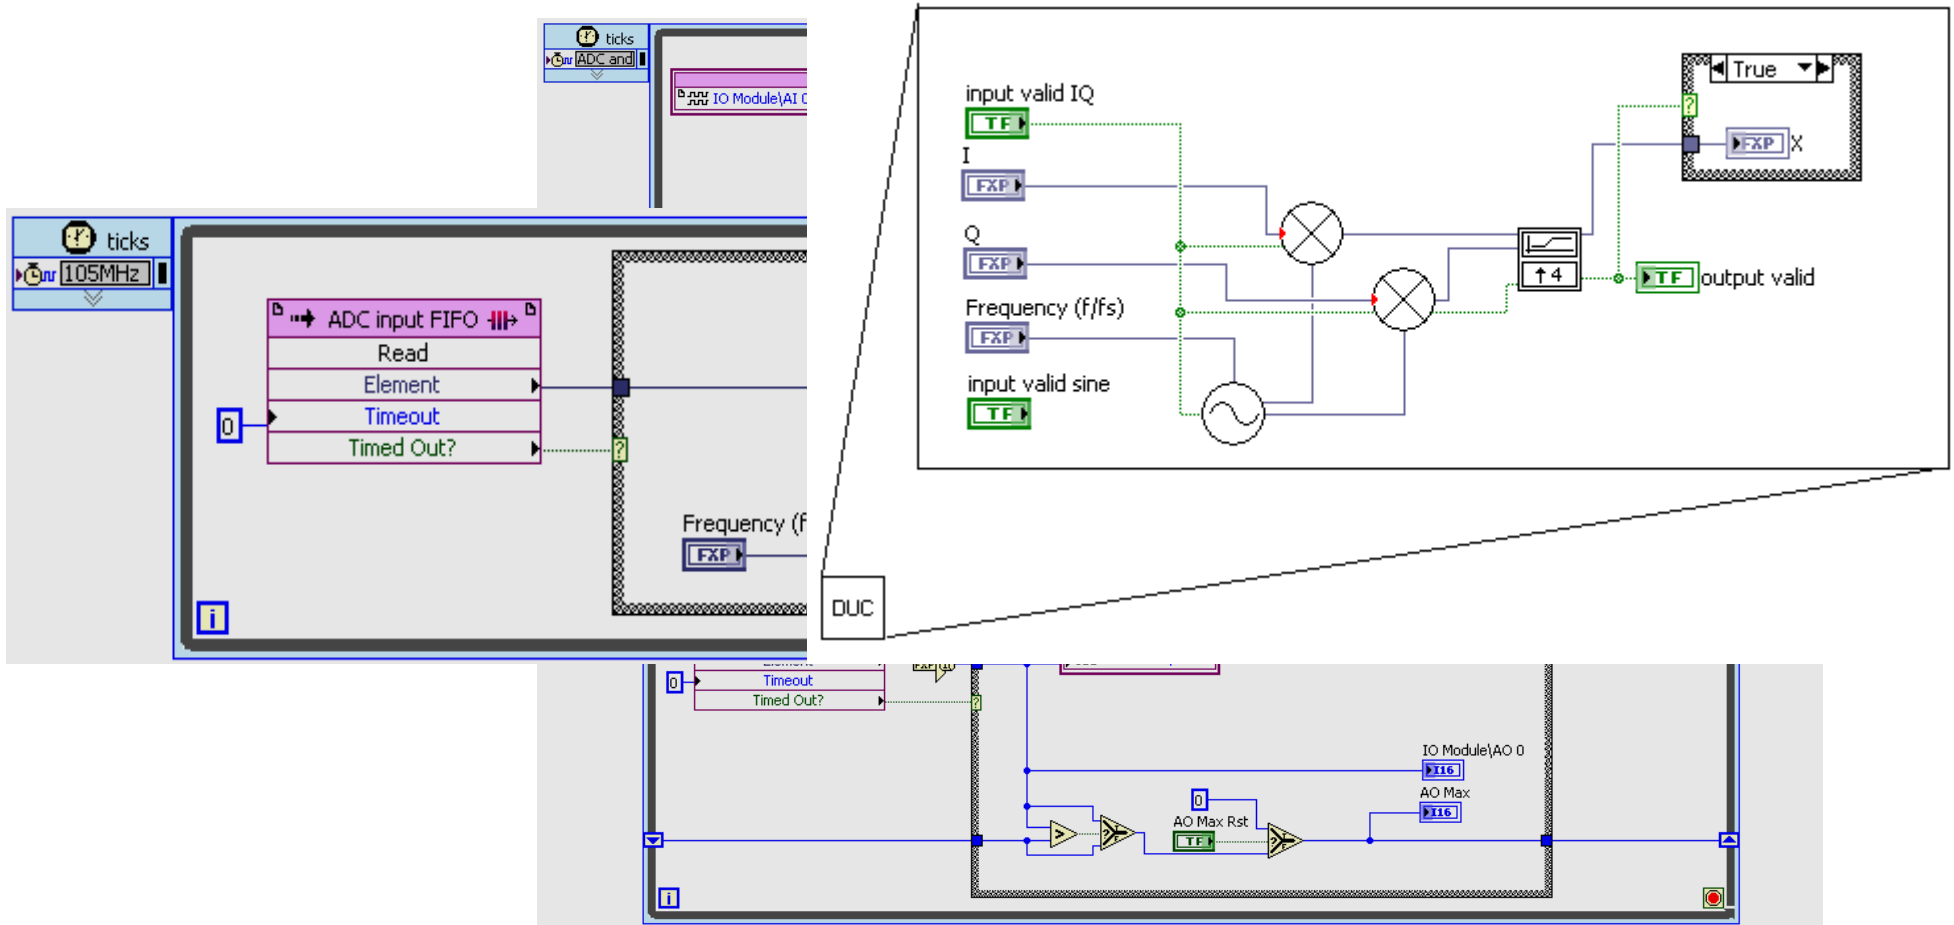 ticks
ADC and
IO Module\AI 0
ticks
105MHz
ADC input FIFO
Read
Element
Timeout
Timed Out?
0
Frequency (f
FXP
i
input valid IQ
TF
I
FXP
Q
FXP
Frequency (f/fs)
FXP
input valid sine
TF
True
?
FXP X
4
TF output valid
DUC
?
0
Timeout
Timed Out?
?
IO Module\AO 0
I16
AO Max
I16
0
AO Max Rst
TF
>
?
?
i